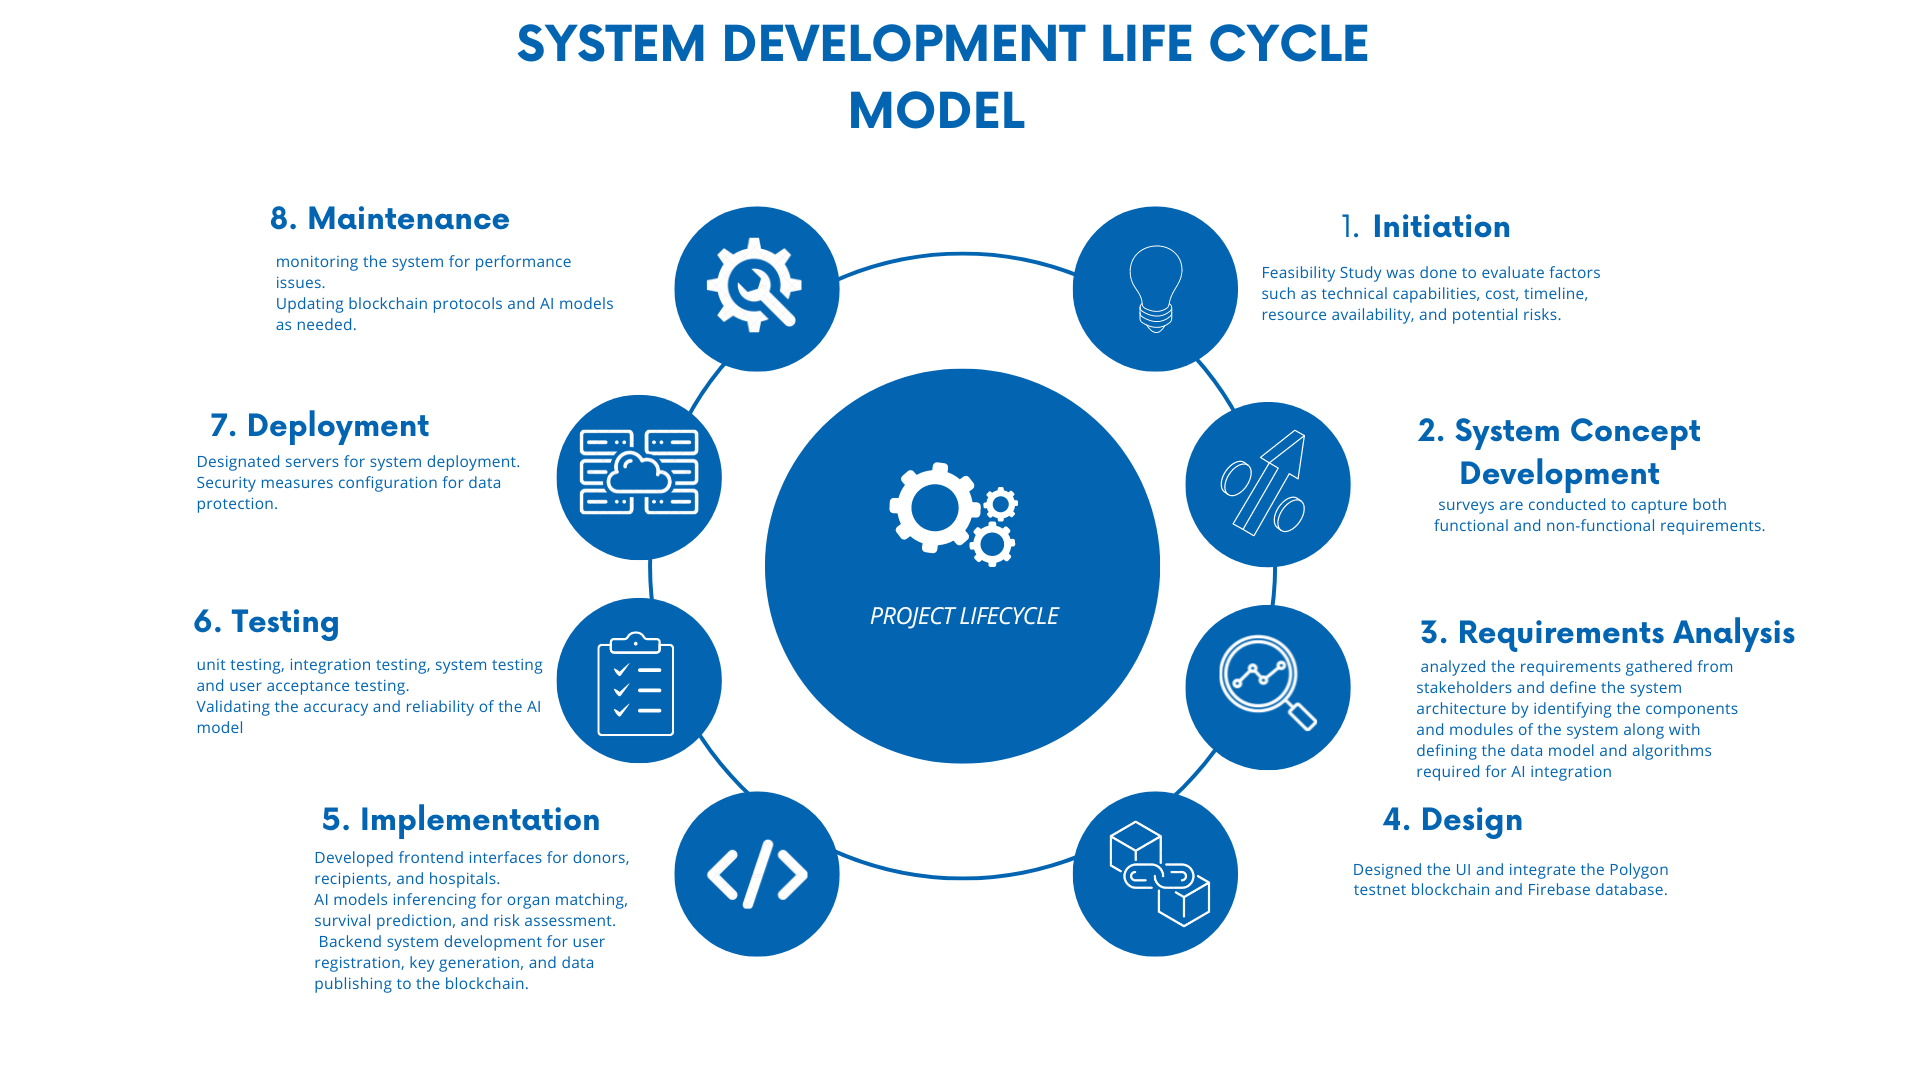 SYSTEM DEVELOPMENT LIFE CYCLE
MODEL
1. Initiation
Feasibility Study was done to evaluate factors
such as technical capabilities, cost, timeline,
resource availability, and potential risks.
2. System Concept
Development
surveys are conducted to capture both
functional and non-functional requirements.
3. Requirements Analysis
analyzed the requirements gathered from
stakeholders and define the system
architecture by identifying the components
and modules of the system along with
defining the data model and algorithms
required for AI integration
4. Design
Designed the UI and integrate the Polygon
testnet blockchain and Firebase database.
5. Implementation
Developed frontend interfaces for donors,
recipients, and hospitals.
AI models inferencing for organ matching,
survival prediction, and risk assessment.
Backend system development for user
registration, key generation, and data
publishing to the blockchain.
6. Testing
unit testing, integration testing, system testing
and user acceptance testing.
Validating the accuracy and reliability of the AI
model
7. Deployment
Designated servers for system deployment.
Security measures configuration for data
protection.
8. Maintenance
monitoring the system for performance
issues.
Updating blockchain protocols and AI models
as needed.
PROJECT LIFECYCLE